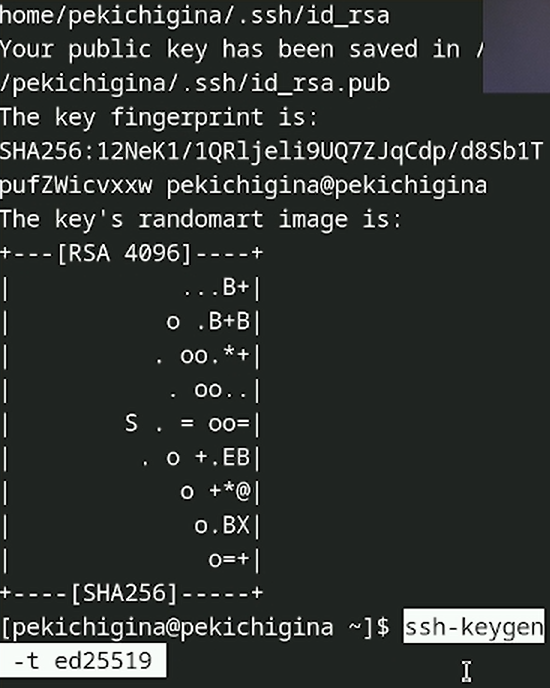 home/pekichigina/.ssh/id_rsa
Your public key has been saved in /
/pekichigina/.ssh/id_rsa.pub
The key fingerprint is:
SHA256:12NeK1/1QRljeli9UQ7ZJqCdp/d8Sb1T
pufZWicvxxw pekichigina@pekichigina
The key's randomart image is:
+---[RSA 4096]----+
|             ...B+|
|            o .B+B|
|           . oo.*+|
|            . oo..|
|        S . = oo=|
|         . o +.EB|
|            o +*@|
|             o.BX|
|              o=+|
+----[SHA256]-----+
[pekichigina@pekichigina ~]$ ssh-keygen
-t ed25519